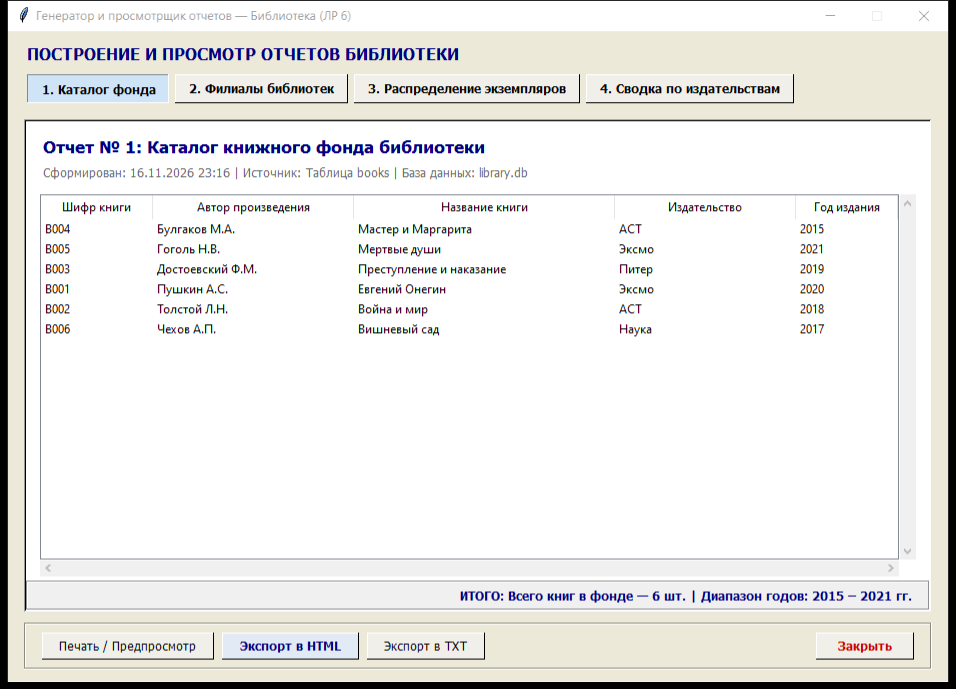 Генератор и просмотрщик отчетов — Библиотека (ЛР 6)
ПОСТРОЕНИЕ И ПРОСМОТР ОТЧЕТОВ БИБЛИОТЕКИ
1. Каталог фонда 2. Филиалы библиотек 3. Распределение экземпляров 4. Сводка по издательствам
Отчет № 1: Каталог книжного фонда библиотеки
Сформирован: 16.11.2026 23:16 | Источник: Таблица books | База данных: library.db
Шифр книги Автор произведения Название книги Издательство Год издания
B004 Булгаков М.А. Мастер и Маргарита АСТ 2015
B005 Гоголь Н.В. Мертвые души Эксмо 2021
B003 Достоевский Ф.М. Преступление и наказание Питер 2019
B001 Пушкин А.С. Евгений Онегин Эксмо 2020
B002 Толстой Л.Н. Война и мир АСТ 2018
B006 Чехов А.П. Вишневый сад Наука 2017
ИТОГО: Всего книг в фонде — 6 шт. | Диапазон годов: 2015 – 2021 гг.
Печать / Предпросмотр Экспорт в HTML Экспорт в TXT Закрыть